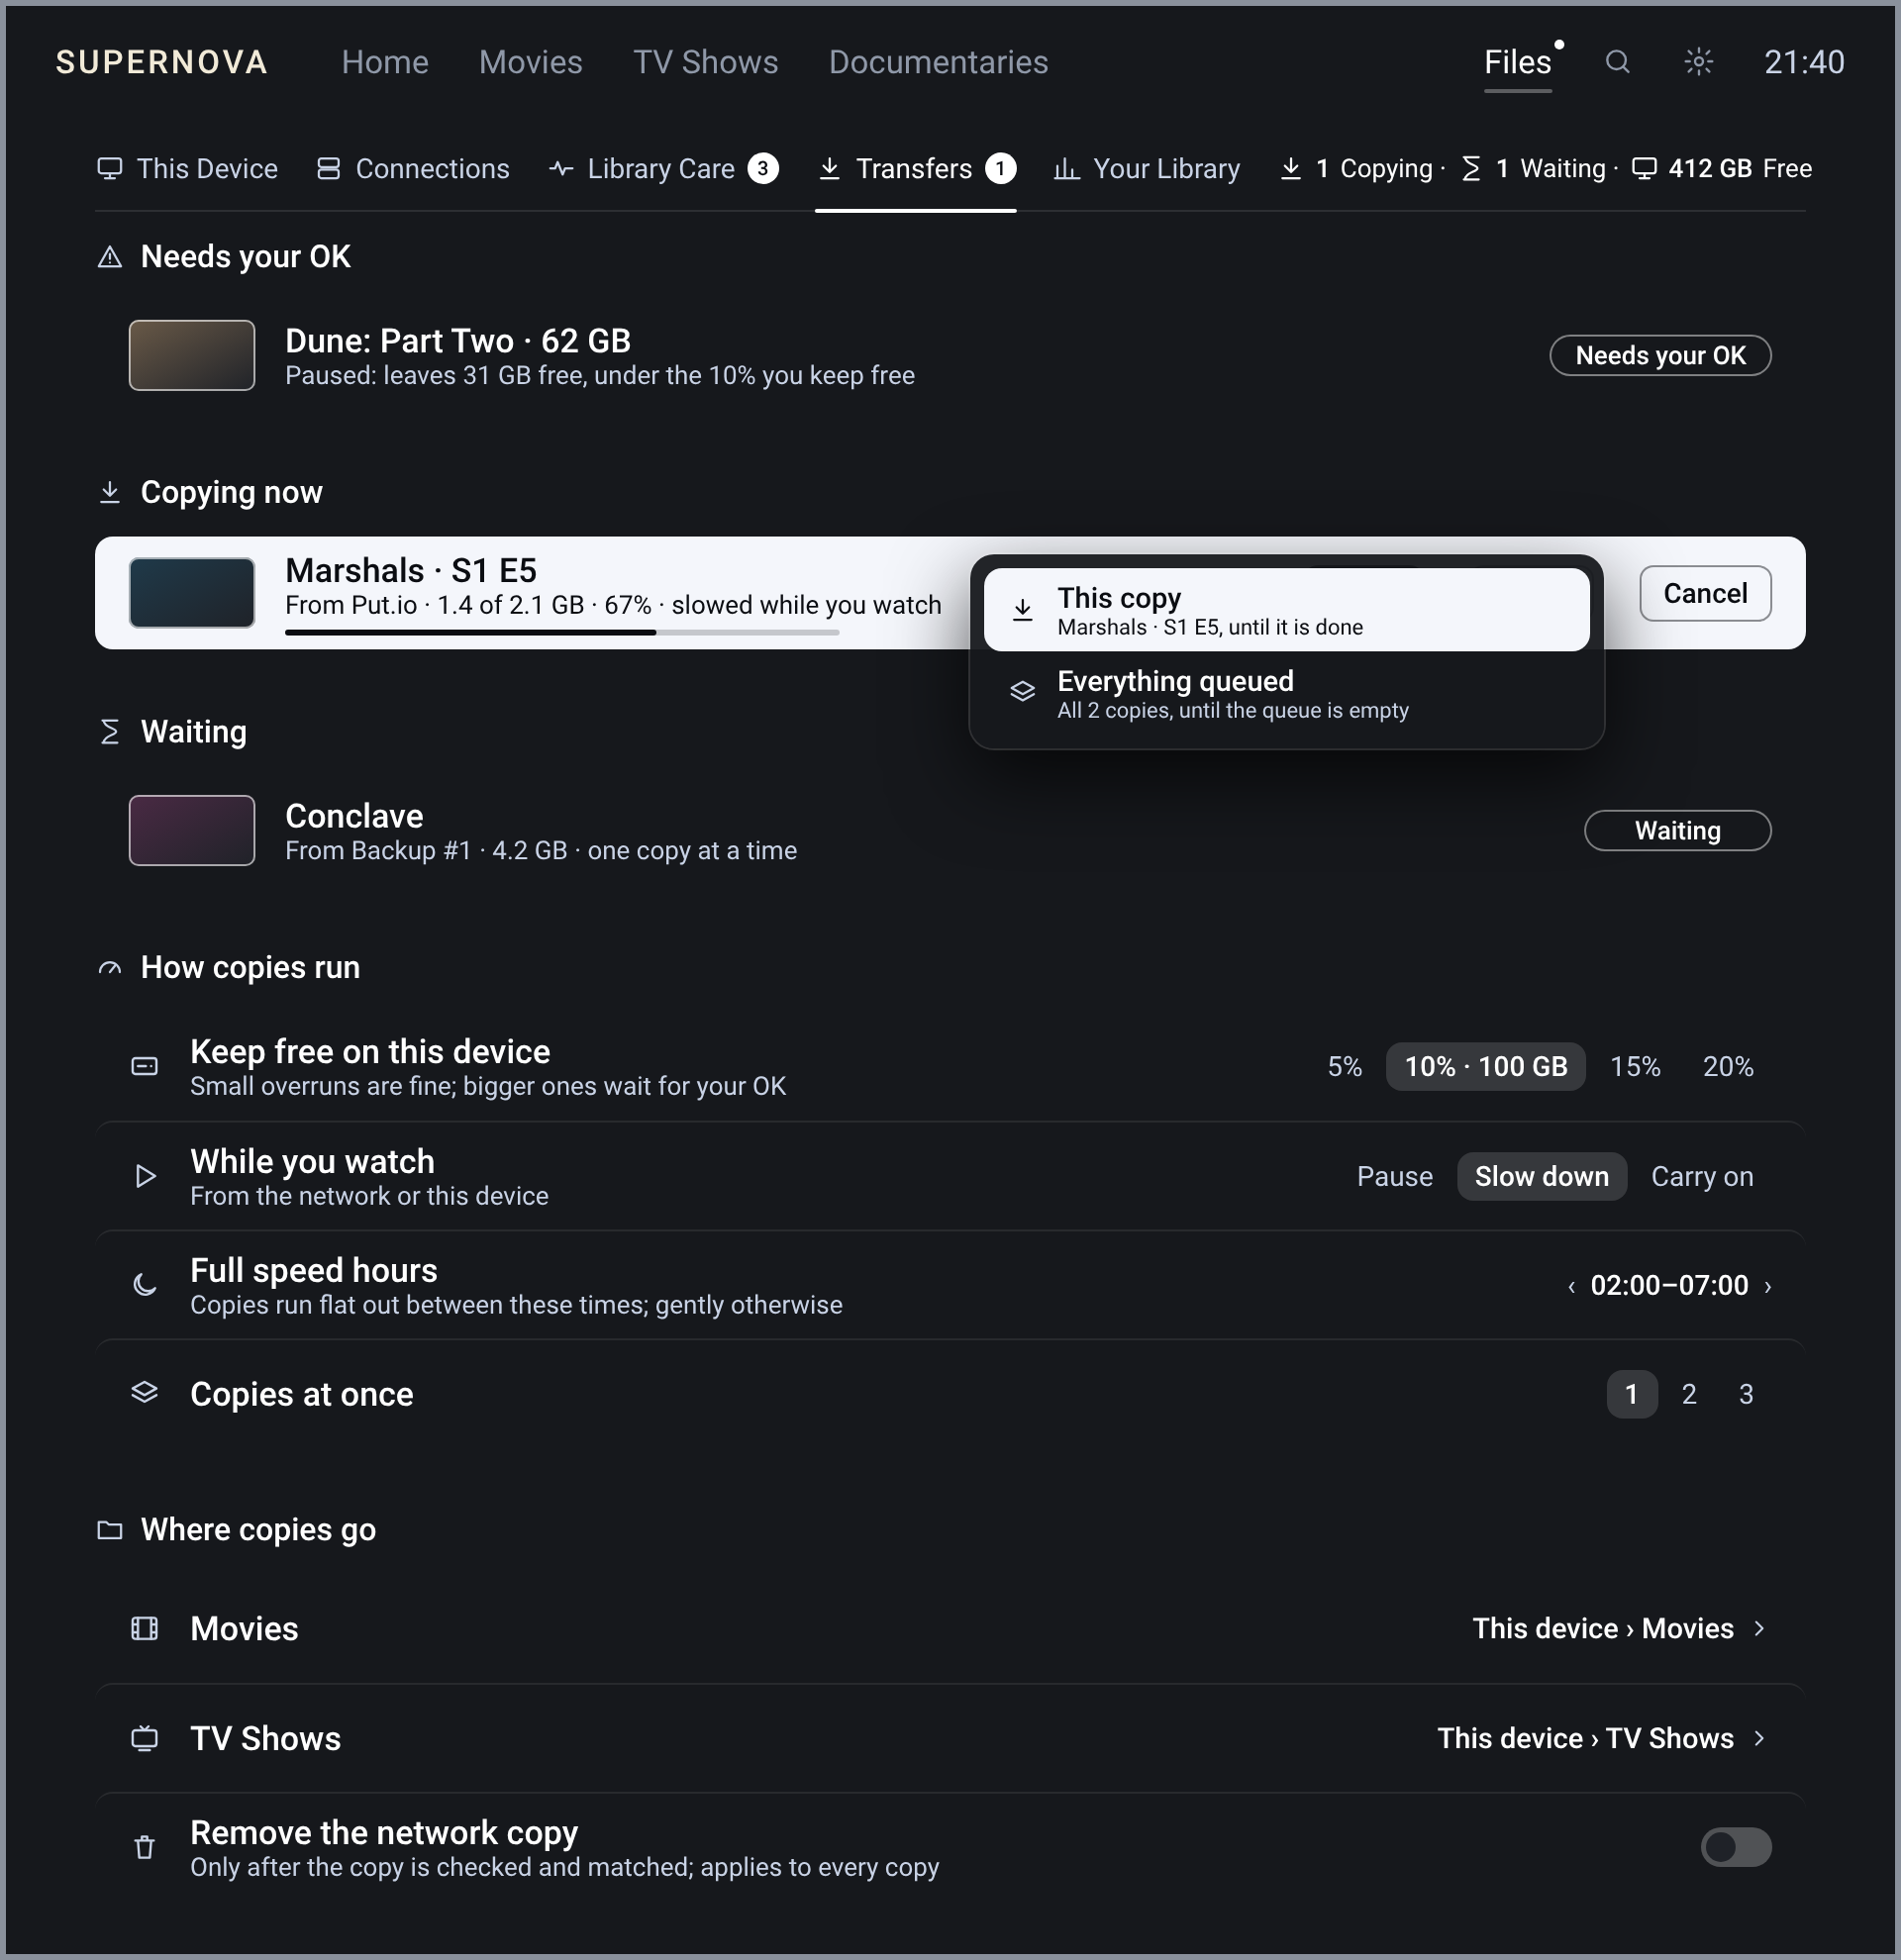 SUPERNOVA Home Movies TV Shows Documentaries Files 21:40
This Device Connections Library Care 3 Transfers 1 Your Library 1 Copying · 1 Waiting · 412 GB Free
Needs your OK
Dune: Part Two · 62 GB
Paused: leaves 31 GB free, under the 10% you keep free
Needs your OK
Copying now
Marshals · S1 E5
From Put.io · 1.4 of 2.1 GB · 67% · slowed while you watch
This copy
Marshals · S1 E5, until it is done
Everything queued
All 2 copies, until the queue is empty
Cancel
Waiting
Conclave
From Backup #1 · 4.2 GB · one copy at a time
Waiting
How copies run
Keep free on this device
Small overruns are fine; bigger ones wait for your OK
5% 10% · 100 GB 15% 20%
While you watch
From the network or this device
Pause Slow down Carry on
Full speed hours
Copies run flat out between these times; gently otherwise
‹ 02:00–07:00 ›
Copies at once
1 2 3
Where copies go
Movies
This device › Movies
TV Shows
This device › TV Shows
Remove the network copy
Only after the copy is checked and matched; applies to every copy